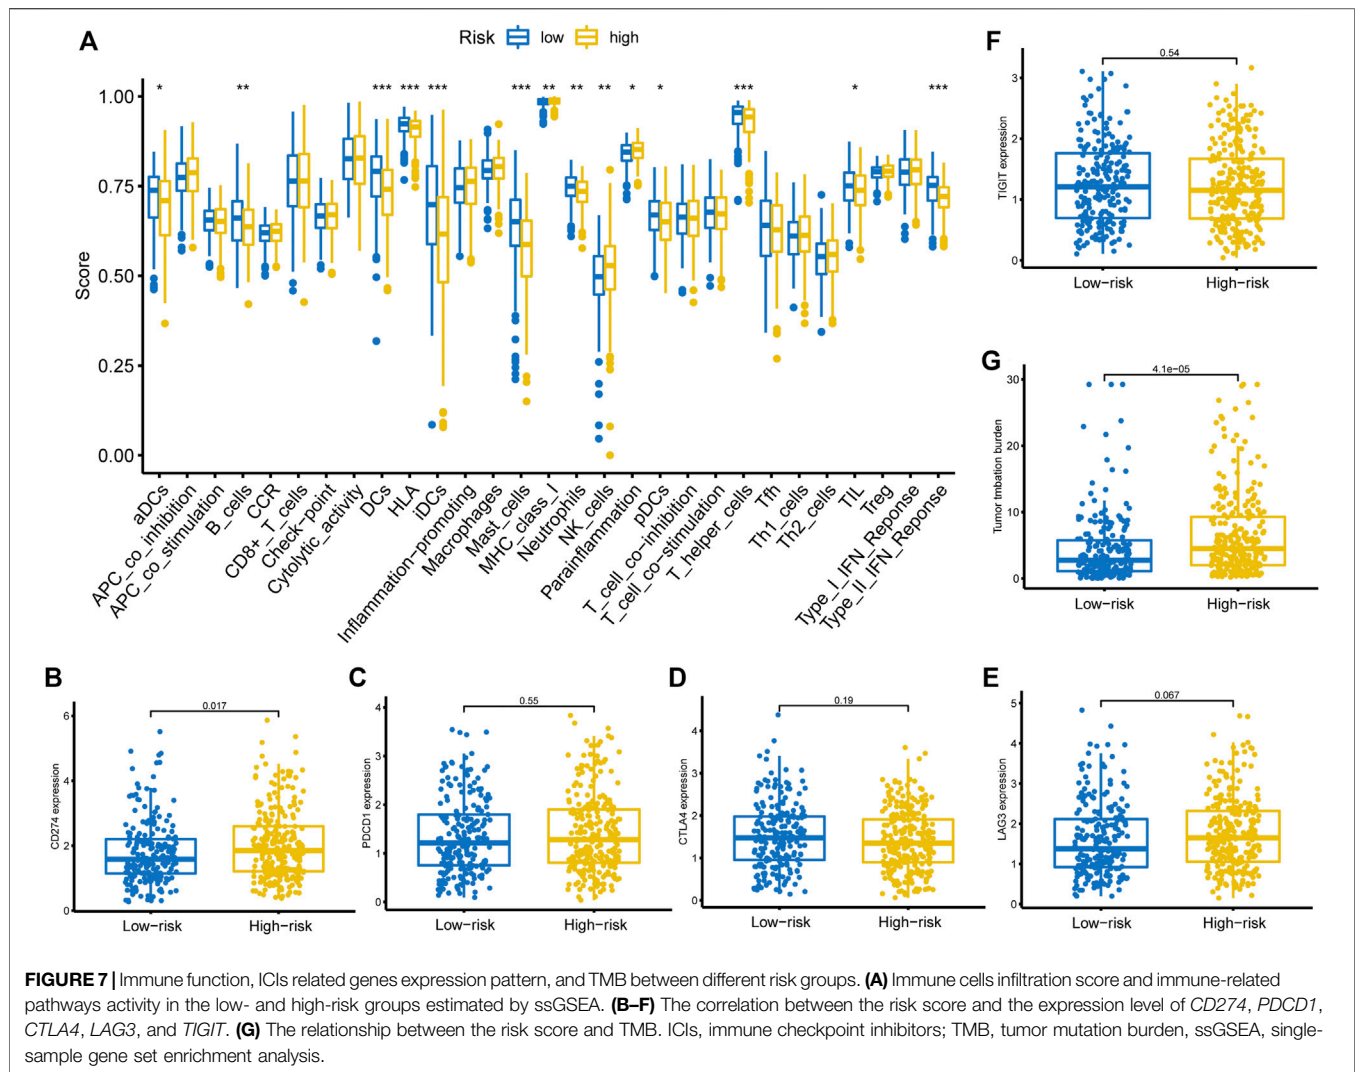 A
Risk low high
* ** *** *** *** *** ** ** ** * * *** * ***
1.00
0.75
0.50
0.25
0.00
Score
aDCs
APC_co_inhibition
APC_co_stimulation
B_cells
CCR
CD8+_T_cells
Check−point
Cytolytic_activity
DCs
HLA
iDCs
Inflammation−promoting
Macrophages
Mast_cells
MHC_class_I
Neutrophils
NK_cells
Parainflammation
pDCs
T_cell_co−inhibition
T_cell_co−stimulation
T_helper_cells
Tfh
Th1_cells
Th2_cells
TIL
Treg
Type_I_IFN_Reponse
Type_II_IFN_Reponse
F
0.54
3
2
1
0
TIGIT expression
Low−risk High−risk
G
4.1e−05
30
20
10
0
Tumor tmbation burden
Low−risk High−risk
B
0.017
6
4
2
0
CD274 expression
Low−risk High−risk
C
0.55
4
3
2
1
0
PDCD1 expression
Low−risk High−risk
D
0.19
4
3
2
1
0
CTLA4 expression
Low−risk High−risk
E
0.067
5
4
3
2
1
0
LAG3 expression
Low−risk High−risk
FIGURE 7 | Immune function, ICIs related genes expression pattern, and TMB between different risk groups. (A) Immune cells infiltration score and immune-related
pathways activity in the low- and high-risk groups estimated by ssGSEA. (B–F) The correlation between the risk score and the expression level of CD274, PDCD1,
CTLA4, LAG3, and TIGIT. (G) The relationship between the risk score and TMB. ICIs, immune checkpoint inhibitors; TMB, tumor mutation burden, ssGSEA, single-
sample gene set enrichment analysis.